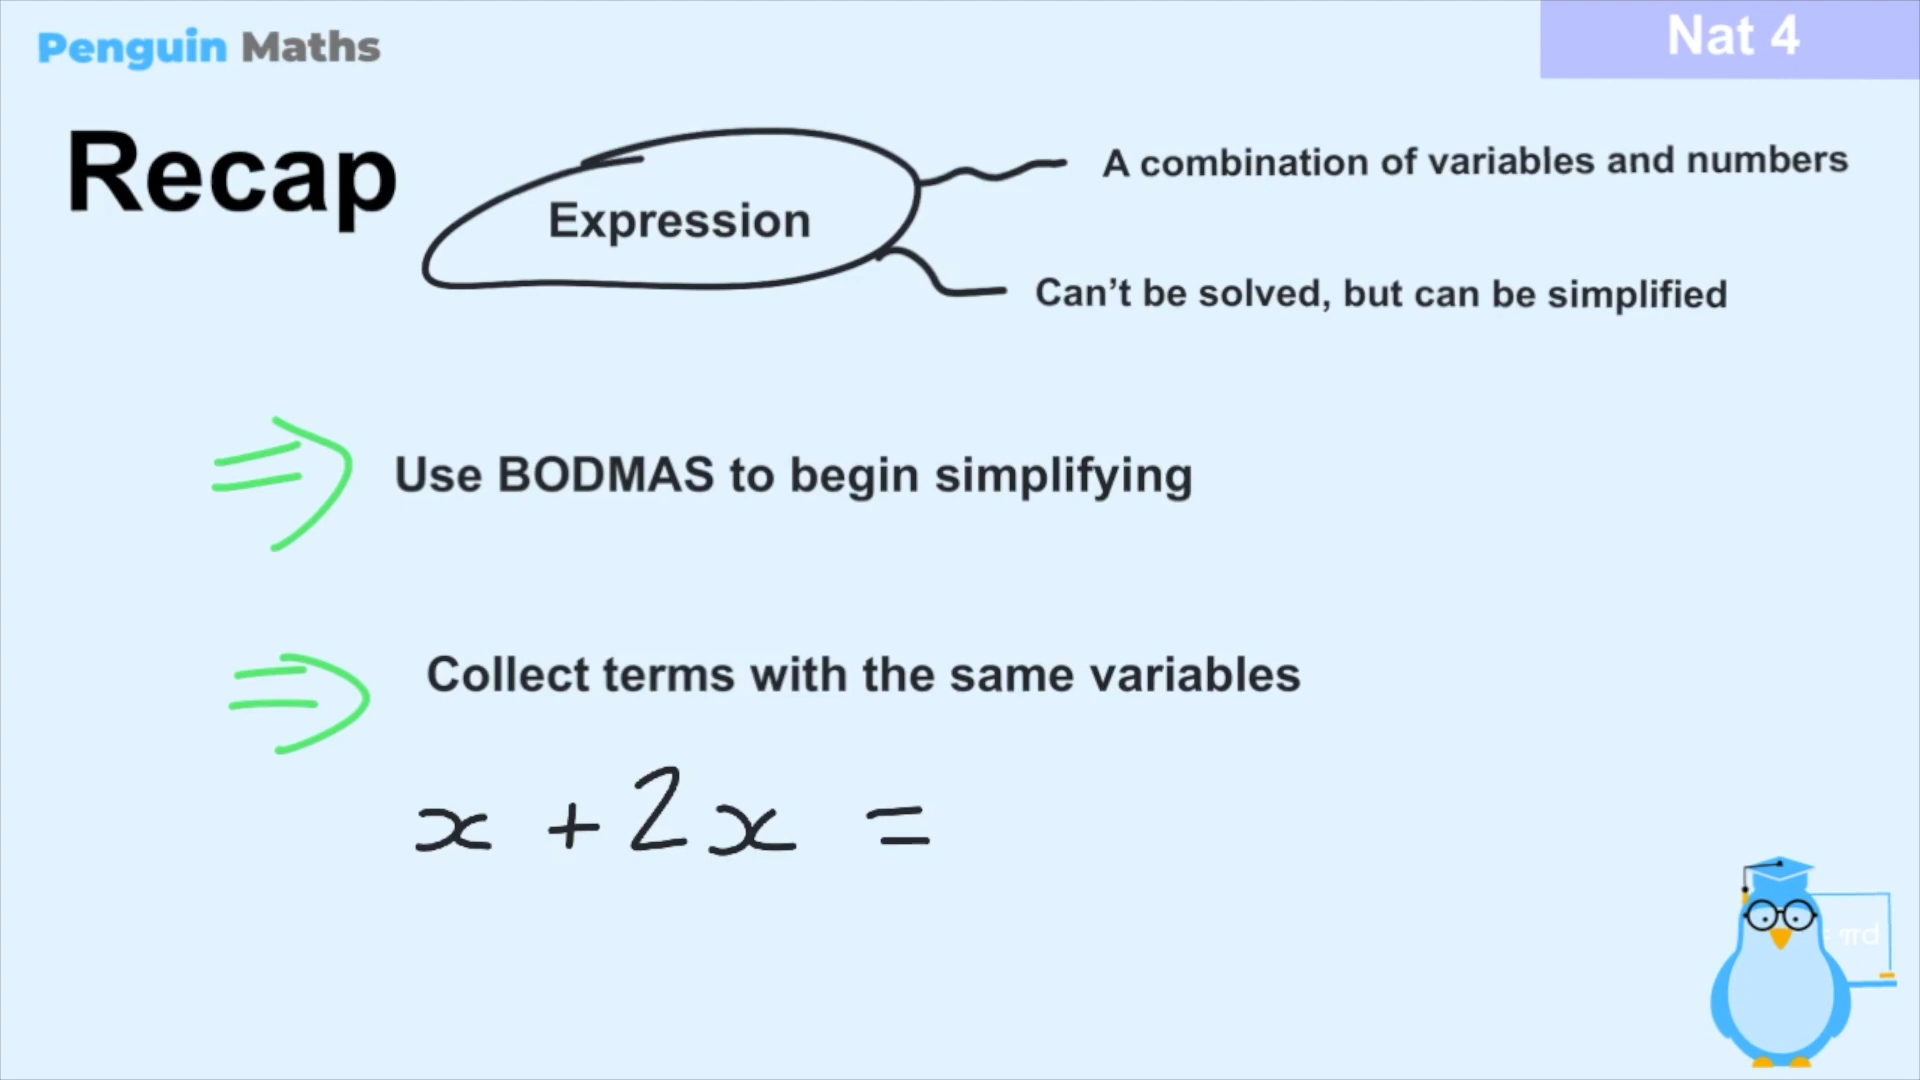 Penguin Maths
Nat 4
Recap
Expression
A combination of variables and numbers
Can't be solved, but can be simplified
Use BODMAS to begin simplifying
Collect terms with the same variables
x + 2x =
= πd